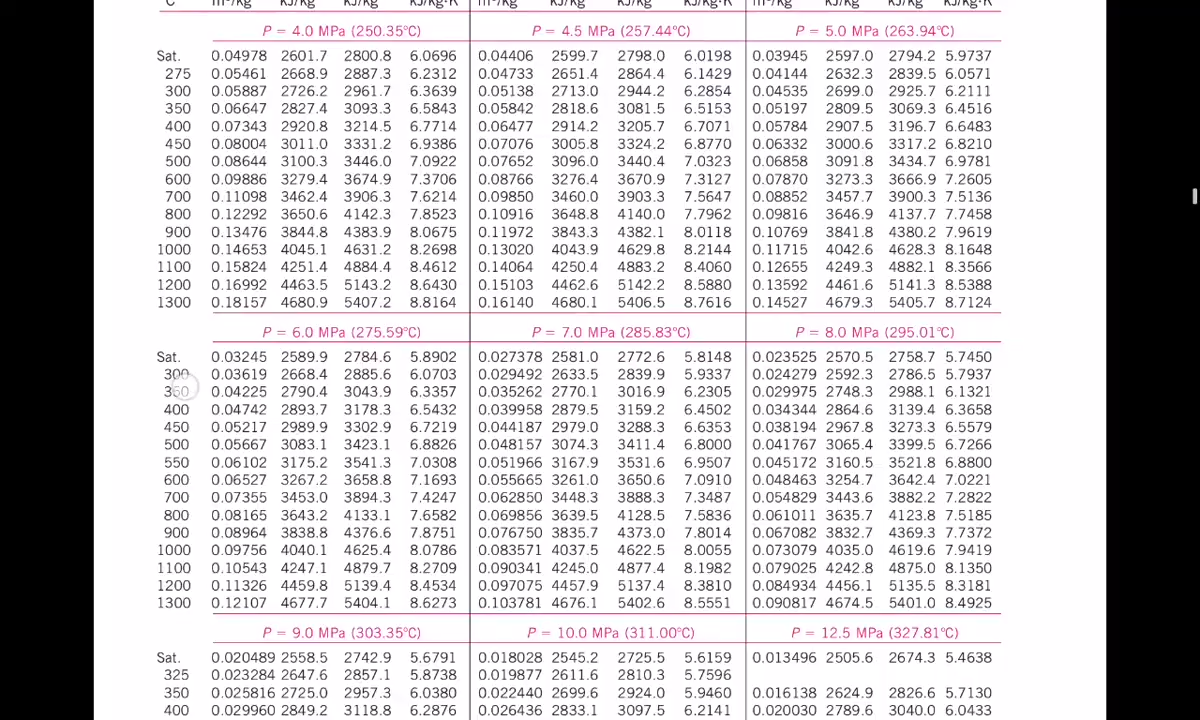 °C m³/kg kJ/kg kJ/kg kJ/kg·K m³/kg kJ/kg kJ/kg kJ/kg·K m³/kg kJ/kg kJ/kg kJ/kg·K
P = 4.0 MPa (250.35°C) P = 4.5 MPa (257.44°C) P = 5.0 MPa (263.94°C)
Sat. 0.04978 2601.7 2800.8 6.0696 0.04406 2599.7 2798.0 6.0198 0.03945 2597.0 2794.2 5.9737
275 0.05461 2668.9 2887.3 6.2312 0.04733 2651.4 2864.4 6.1429 0.04144 2632.3 2839.5 6.0571
300 0.05887 2726.2 2961.7 6.3639 0.05138 2713.0 2944.2 6.2854 0.04535 2699.0 2925.7 6.2111
350 0.06647 2827.4 3093.3 6.5843 0.05842 2818.6 3081.5 6.5153 0.05197 2809.5 3069.3 6.4516
400 0.07343 2920.8 3214.5 6.7714 0.06477 2914.2 3205.7 6.7071 0.05784 2907.5 3196.7 6.6483
450 0.08004 3011.0 3331.2 6.9386 0.07076 3005.8 3324.2 6.8770 0.06332 3000.6 3317.2 6.8210
500 0.08644 3100.3 3446.0 7.0922 0.07652 3096.0 3440.4 7.0323 0.06858 3091.8 3434.7 6.9781
600 0.09886 3279.4 3674.9 7.3706 0.08766 3276.4 3670.9 7.3127 0.07870 3273.3 3666.9 7.2605
700 0.11098 3462.4 3906.3 7.6214 0.09850 3460.0 3903.3 7.5647 0.08852 3457.7 3900.3 7.5136
800 0.12292 3650.6 4142.3 7.8523 0.10916 3648.8 4140.0 7.7962 0.09816 3646.9 4137.7 7.7458
900 0.13476 3844.8 4383.9 8.0675 0.11972 3843.3 4382.1 8.0118 0.10769 3841.8 4380.2 7.9619
1000 0.14653 4045.1 4631.2 8.2698 0.13020 4043.9 4629.8 8.2144 0.11715 4042.6 4628.3 8.1648
1100 0.15824 4251.4 4884.4 8.4612 0.14064 4250.4 4883.2 8.4060 0.12655 4249.3 4882.1 8.3566
1200 0.16992 4463.5 5143.2 8.6430 0.15103 4462.6 5142.2 8.5880 0.13592 4461.6 5141.3 8.5388
1300 0.18157 4680.9 5407.2 8.8164 0.16140 4680.1 5406.5 8.7616 0.14527 4679.3 5405.7 8.7124
P = 6.0 MPa (275.59°C) P = 7.0 MPa (285.83°C) P = 8.0 MPa (295.01°C)
Sat. 0.03245 2589.9 2784.6 5.8902 0.027378 2581.0 2772.6 5.8148 0.023525 2570.5 2758.7 5.7450
300 0.03619 2668.4 2885.6 6.0703 0.029492 2633.5 2839.9 5.9337 0.024279 2592.3 2786.5 5.7937
0.04225 2790.4 3043.9 6.3357 0.035262 2770.1 3016.9 6.2305 0.029975 2748.3 2988.1 6.1321
400 0.04742 2893.7 3178.3 6.5432 0.039958 2879.5 3159.2 6.4502 0.034344 2864.6 3139.4 6.3658
450 0.05217 2989.9 3302.9 6.7219 0.044187 2979.0 3288.3 6.6353 0.038194 2967.8 3273.3 6.5579
500 0.05667 3083.1 3423.1 6.8826 0.048157 3074.3 3411.4 6.8000 0.041767 3065.4 3399.5 6.7266
550 0.06102 3175.2 3541.3 7.0308 0.051966 3167.9 3531.6 6.9507 0.045172 3160.5 3521.8 6.8800
600 0.06527 3267.2 3658.8 7.1693 0.055665 3261.0 3650.6 7.0910 0.048463 3254.7 3642.4 7.0221
700 0.07355 3453.0 3894.3 7.4247 0.062850 3448.3 3888.3 7.3487 0.054829 3443.6 3882.2 7.2822
800 0.08165 3643.2 4133.1 7.6582 0.069856 3639.5 4128.5 7.5836 0.061011 3635.7 4123.8 7.5185
900 0.08964 3838.8 4376.6 7.8751 0.076750 3835.7 4373.0 7.8014 0.067082 3832.7 4369.3 7.7372
1000 0.09756 4040.1 4625.4 8.0786 0.083571 4037.5 4622.5 8.0055 0.073079 4035.0 4619.6 7.9419
1100 0.10543 4247.1 4879.7 8.2709 0.090341 4245.0 4877.4 8.1982 0.079025 4242.8 4875.0 8.1350
1200 0.11326 4459.8 5139.4 8.4534 0.097075 4457.9 5137.4 8.3810 0.084934 4456.1 5135.5 8.3181
1300 0.12107 4677.7 5404.1 8.6273 0.103781 4676.1 5402.6 8.5551 0.090817 4674.5 5401.0 8.4925
P = 9.0 MPa (303.35°C) P = 10.0 MPa (311.00°C) P = 12.5 MPa (327.81°C)
Sat. 0.020489 2558.5 2742.9 5.6791 0.018028 2545.2 2725.5 5.6159 0.013496 2505.6 2674.3 5.4638
325 0.023284 2647.6 2857.1 5.8738 0.019877 2611.6 2810.3 5.7596
350 0.025816 2725.0 2957.3 6.0380 0.022440 2699.6 2924.0 5.9460 0.016138 2624.9 2826.6 5.7130
400 0.029960 2849.2 3118.8 6.2876 0.026436 2833.1 3097.5 6.2141 0.020030 2789.6 3040.0 6.0433